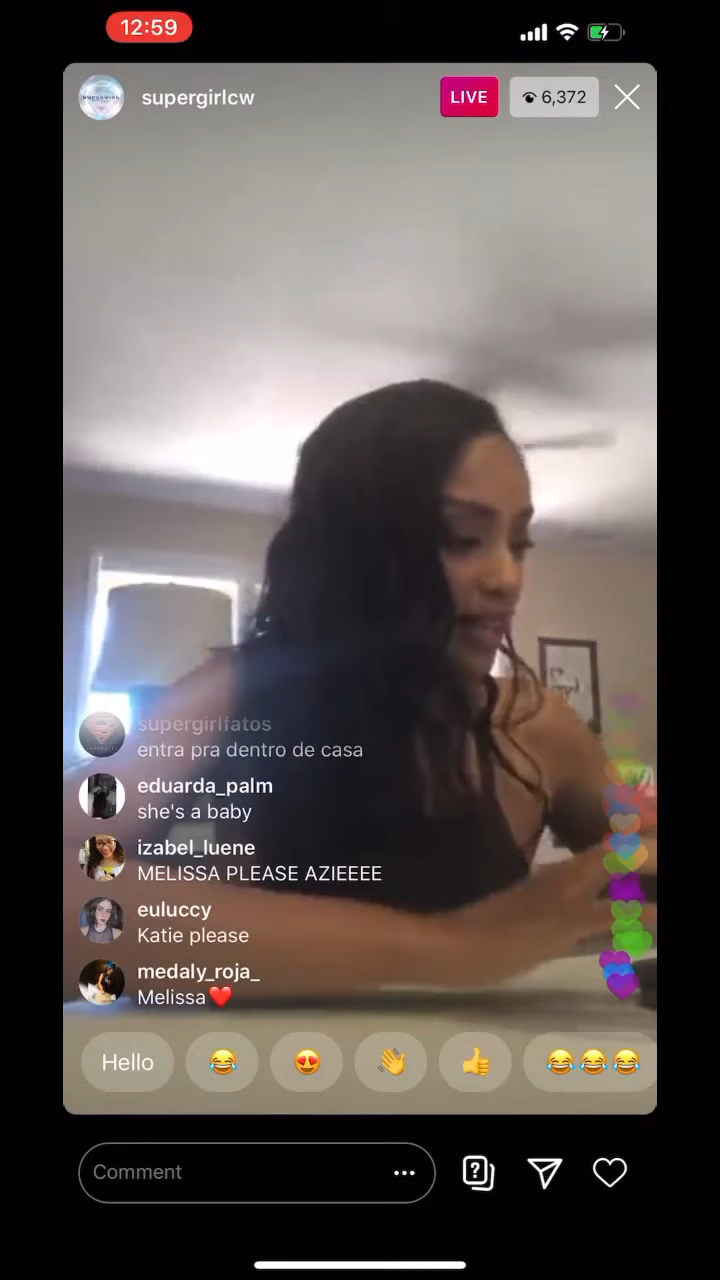 12:59
supergirlcw
LIVE
6,372
supergirlfatos
entra pra dentro de casa
eduarda_palm
she's a baby
izabel_luene
MELISSA PLEASE AZIEEEE
euluccy
Katie please
medaly_roja_
Melissa❤️
Hello
Comment